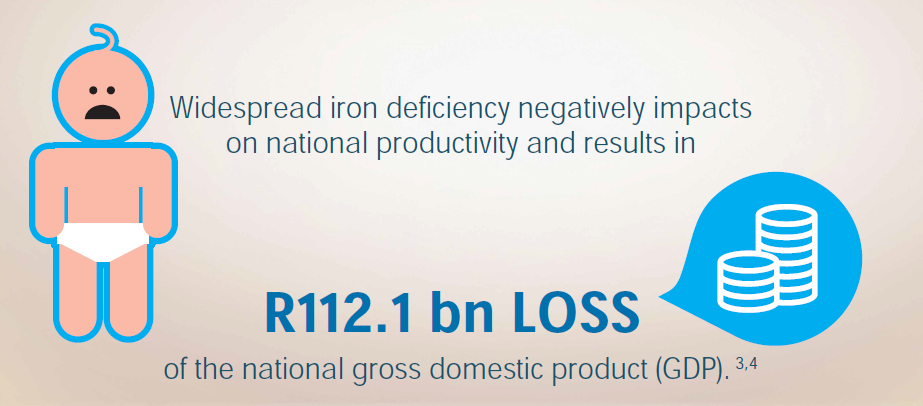 Widespread iron deficiency negatively impacts
on national productivity and results in
R112.1 bn LOSS
of the national gross domestic product (GDP). 3,4